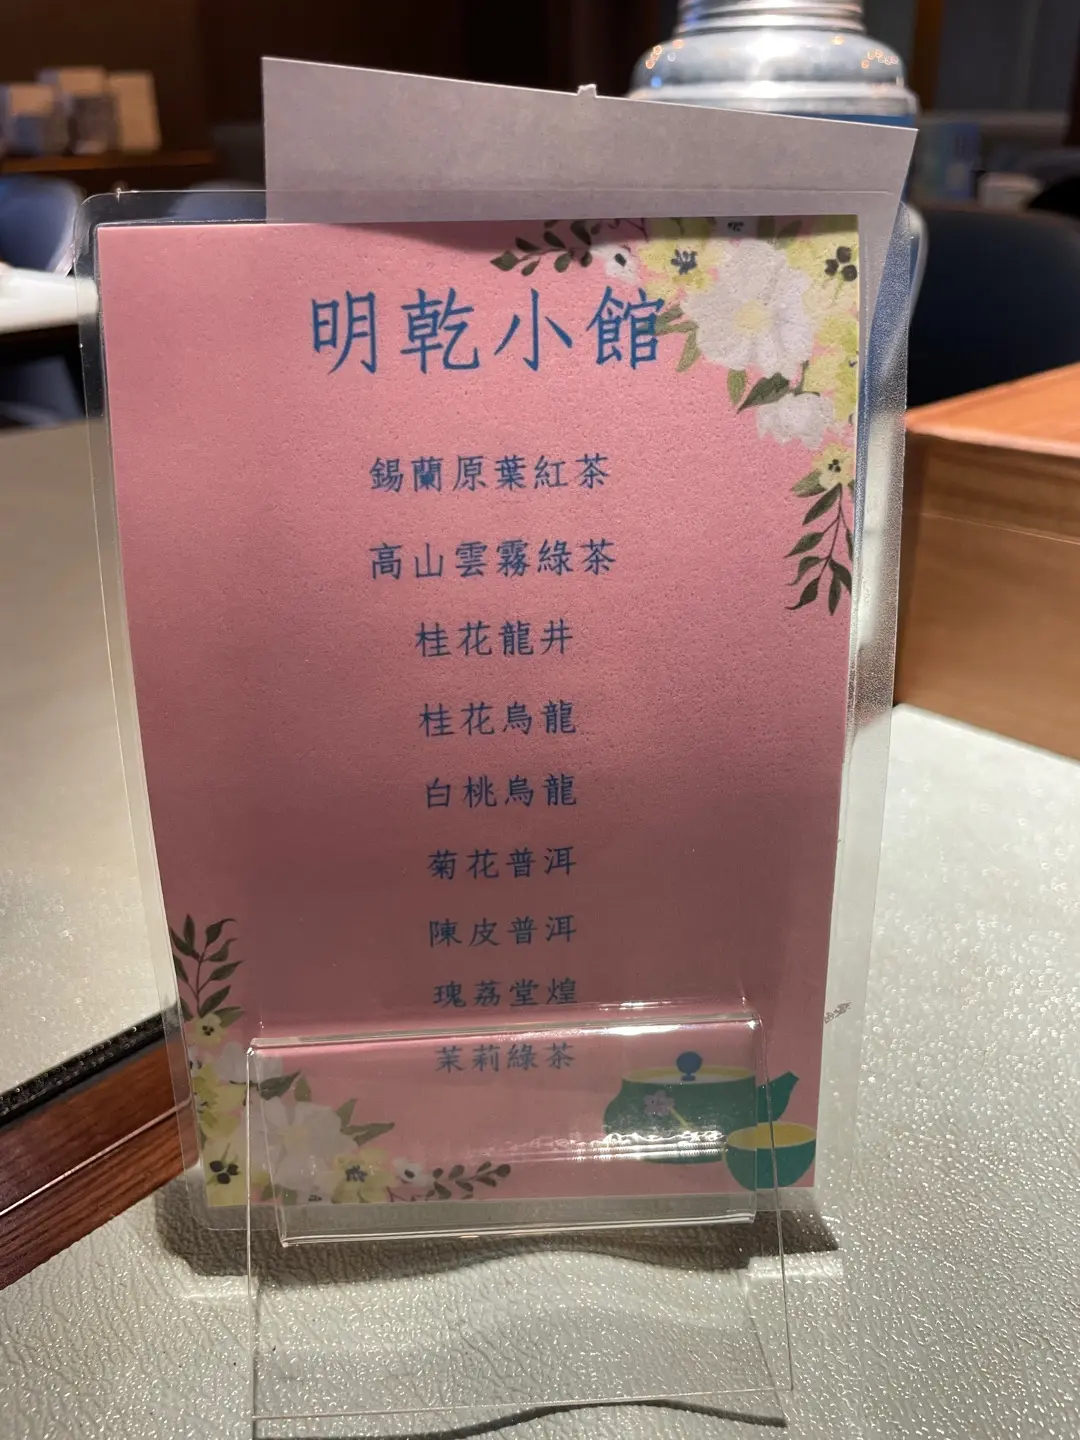 明乾小館
錫蘭原葉紅茶
高山雲霧綠茶
桂花龍井
桂花烏龍
白桃烏龍
菊花普洱
陳皮普洱
瑰荔堂煌
茉莉綠茶